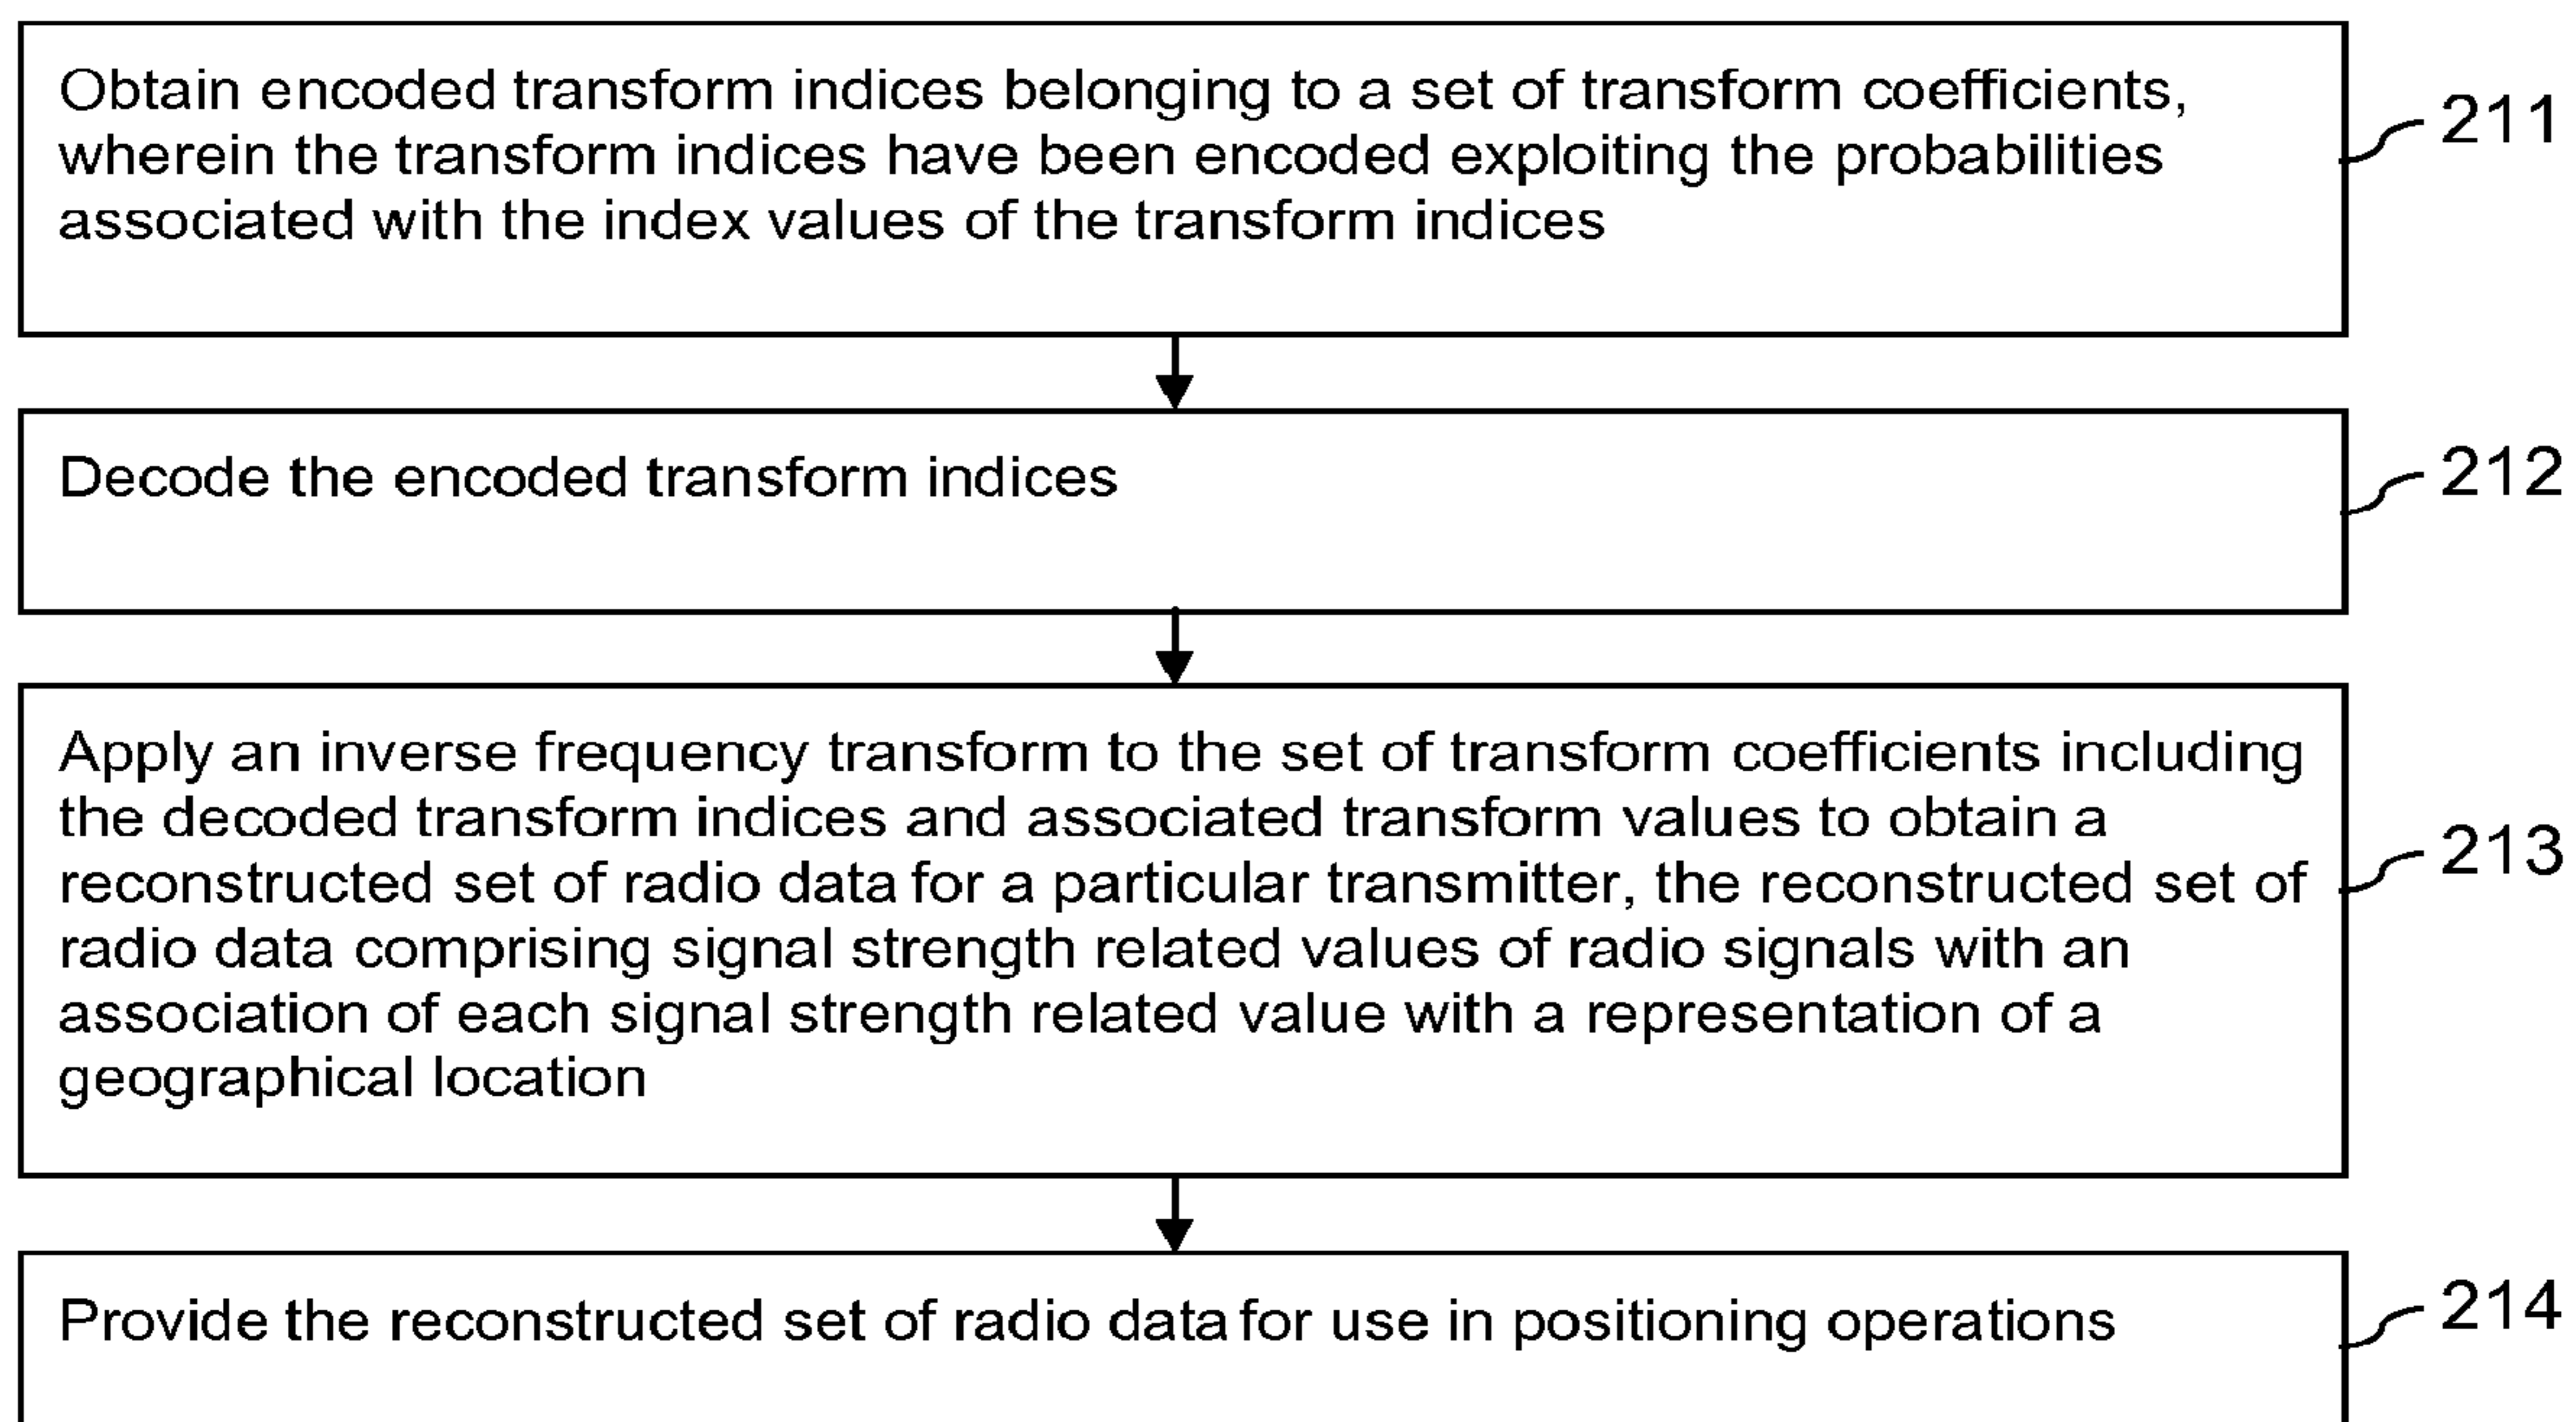 Obtain encoded transform indices belonging to a set of transform coefficients,
wherein the transform indices have been encoded exploiting the probabilities
associated with the index values of the transform indices
211
Decode the encoded transform indices
212
Apply an inverse frequency transform to the set of transform coefficients including
the decoded transform indices and associated transform values to obtain a
reconstructed set of radio data for a particular transmitter, the reconstructed set of
radio data comprising signal strength related values of radio signals with an
association of each signal strength related value with a representation of a
geographical location
213
Provide the reconstructed set of radio data for use in positioning operations
214